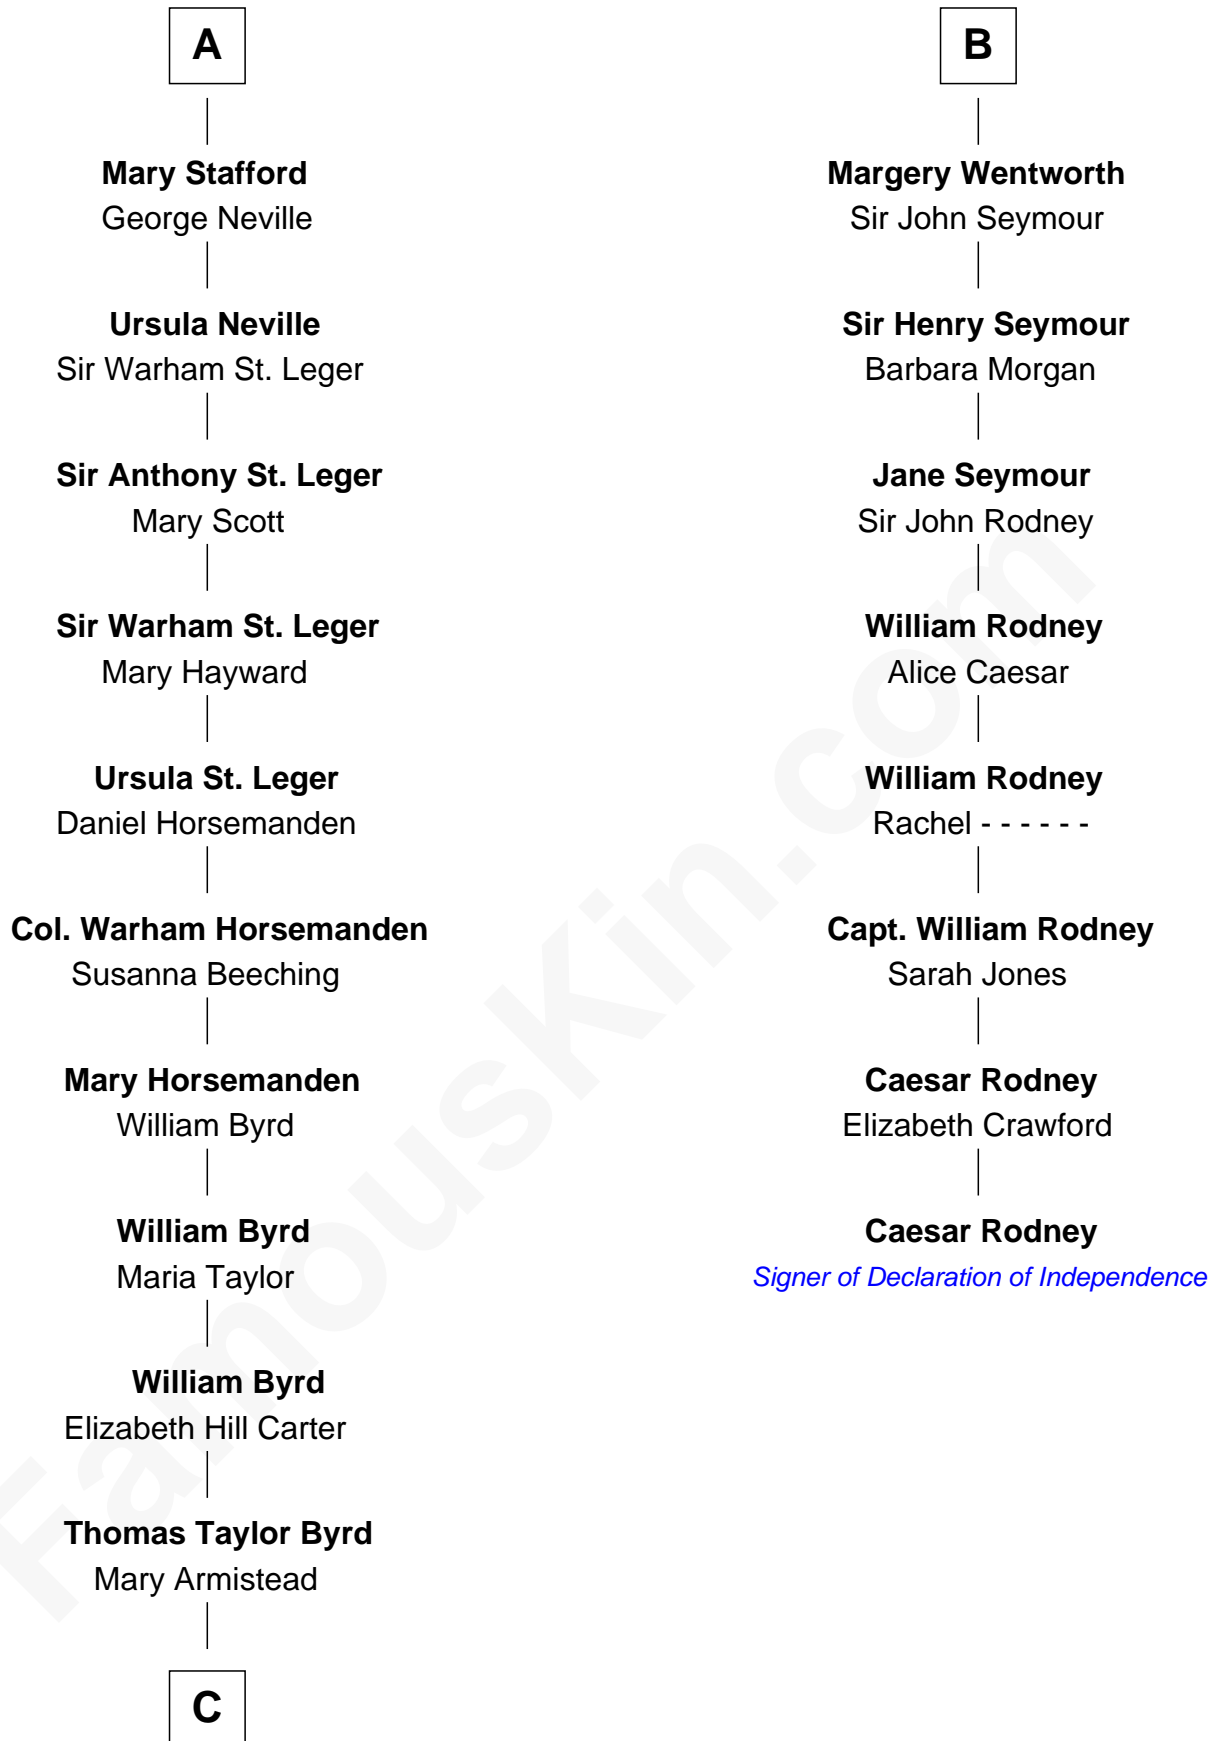 A
Mary Stafford
George Neville
Ursula Neville
Sir Warham St. Leger
Sir Anthony St. Leger
Mary Scott
Sir Warham St. Leger
Mary Hayward
Ursula St. Leger
Daniel Horsemanden
Col. Warham Horsemanden
Susanna Beeching
Mary Horsemanden
William Byrd
William Byrd
Maria Taylor
William Byrd
Elizabeth Hill Carter
Thomas Taylor Byrd
Mary Armistead
C
B
Margery Wentworth
Sir John Seymour
Sir Henry Seymour
Barbara Morgan
Jane Seymour
Sir John Rodney
William Rodney
Alice Caesar
William Rodney
Rachel - - - - - -
Capt. William Rodney
Sarah Jones
Caesar Rodney
Elizabeth Crawford
Caesar Rodney
Signer of Declaration of Independence
FamousKin.com